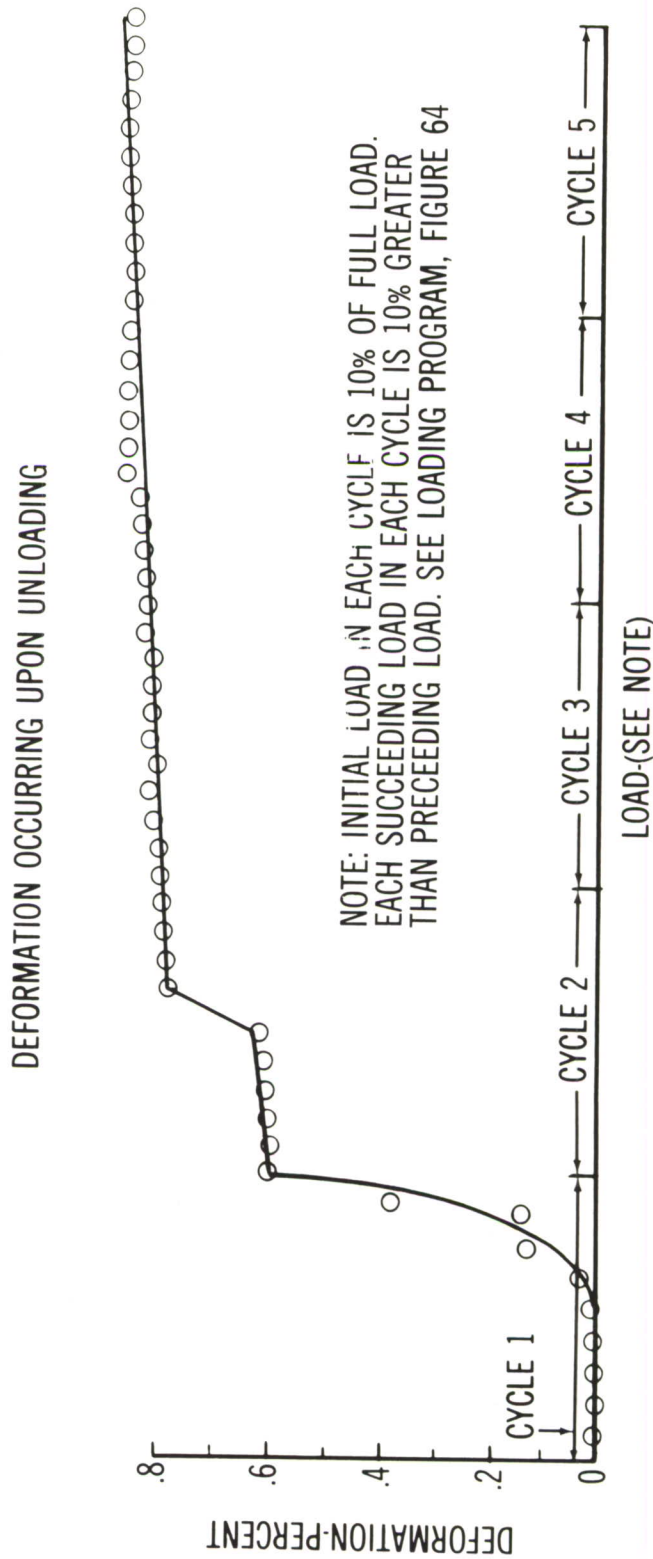 DEFORMATION OCCURRING UPON UNLOADING
DEFORMATION-PERCENT
.8
.6
.4
.2
0
CYCLE 1
CYCLE 2
CYCLE 3
CYCLE 4
CYCLE 5
NOTE: INITIAL LOAD IN EACH CYCLE IS 10% OF FULL LOAD.
EACH SUCCEEDING LOAD IN EACH CYCLE IS 10% GREATER
THAN PRECEEDING LOAD. SEE LOADING PROGRAM, FIGURE 64
LOAD-(SEE NOTE)